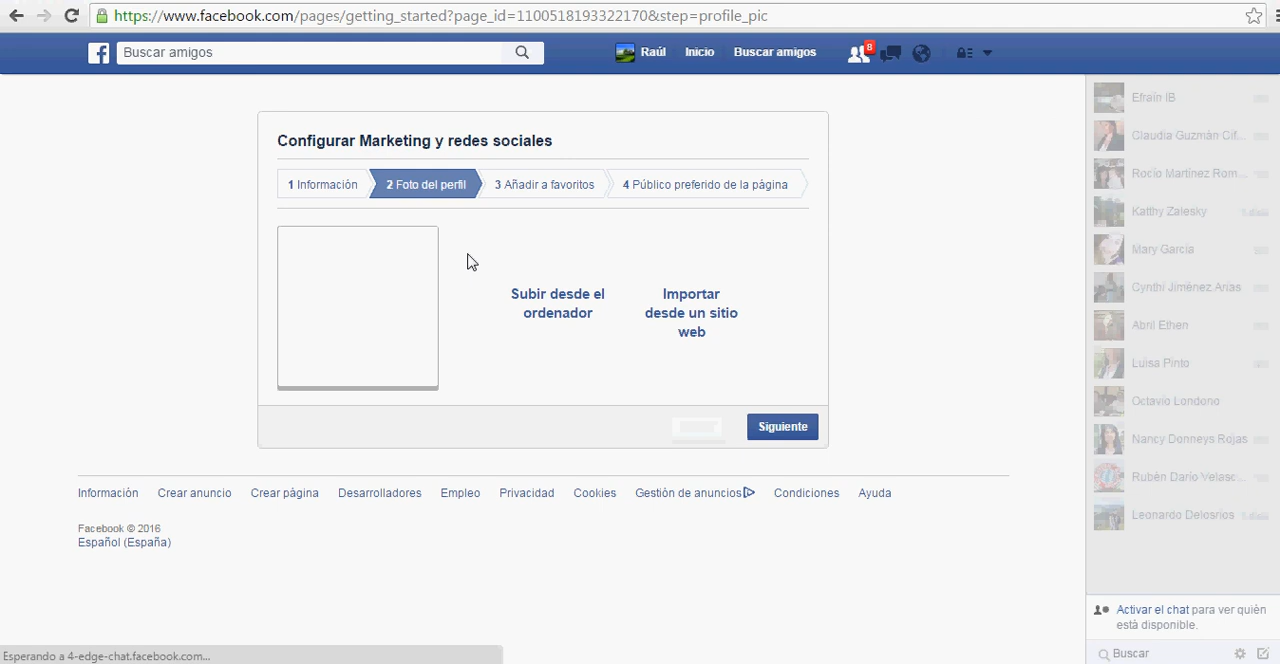 https://www.facebook.com/pages/getting_started?page_id=1100518193322170&step=profile_pic
Buscar amigos
Raúl
Inicio
Buscar amigos
8
Configurar Marketing y redes sociales
1 Información
2 Foto del perfil
3 Añadir a favoritos
4 Público preferido de la página
Subir desde el
ordenador
Importar
desde un sitio
web
Siguiente
Información
Crear anuncio
Crear página
Desarrolladores
Empleo
Privacidad
Cookies
Gestión de anuncios
Condiciones
Ayuda
Facebook © 2016
Español (España)
Efraín IB
Claudia Guzmán Cif...
Rocío Martínez Rom...
Katthy Zalesky
Mary García
Cynthi Jiménez Arias
Abril Ethen
Luisa Pinto
Octavio Londono
Nancy Donneys Rojas
Rubén Darío Velasc...
Leonardo Delosrios
Activar el chat para ver quién
está disponible.
Buscar
Esperando a 4-edge-chat.facebook.com...